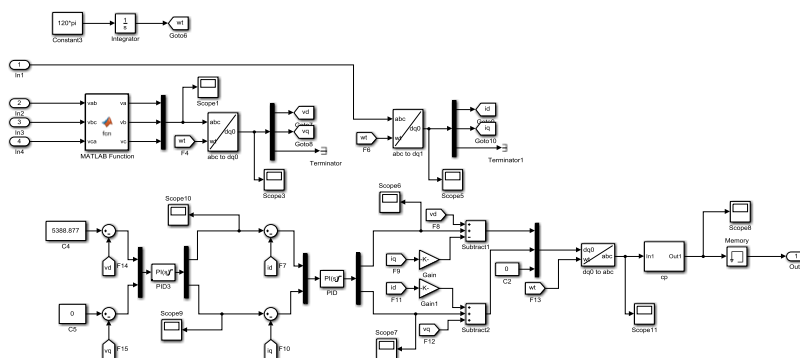 120*pi
Constant3
1
s
Integrator
wt
Goto6
1
In1
2
In2
3
In3
4
In4
vab
vbc
vca
fcn
va
vb
vc
MATLAB Function
Scope1
wt
F4
abc
wt
dq0
abc to dq0
vd
vq
Goto8
Terminator
Scope3
wt
F6
abc
wt
dq0
abc to dq1
id
iq
Goto10
Terminator1
Scope5
5388.877
C4
vd
F14
0
C5
vq
F15
PID3
Scope10
Scope9
id
F7
iq
F10
PID
Scope6
Scope7
vd
F8
iq
F9
-K-
Gain
id
F11
-K-
Gain1
vq
F12
Subtract1
Subtract2
0
C2
wt
F13
dq0
wt
abc
dq0 to abc
In1
Out1
cp
Scope11
Scope8
Memory
1
Out